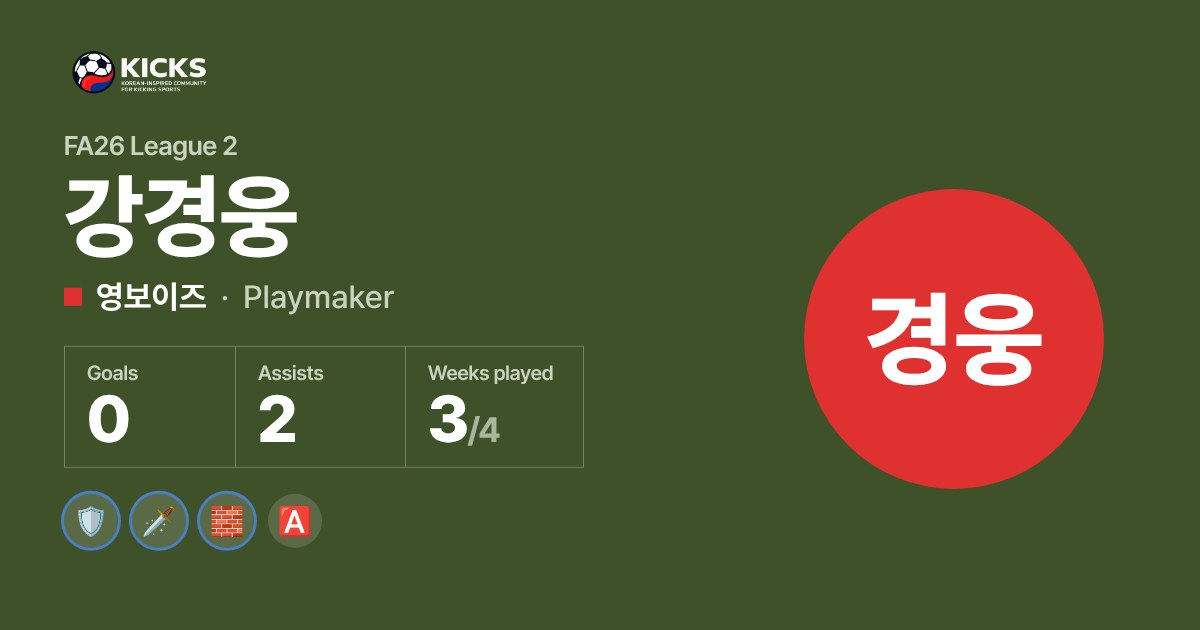 KICKS
KOREAN-INSPIRED COMMUNITY
FOR KICKING SPORTS
FA26 League 2
강경웅
영보이즈 · Playmaker
Goals
0
Assists
2
Weeks played
3/4
A
경웅